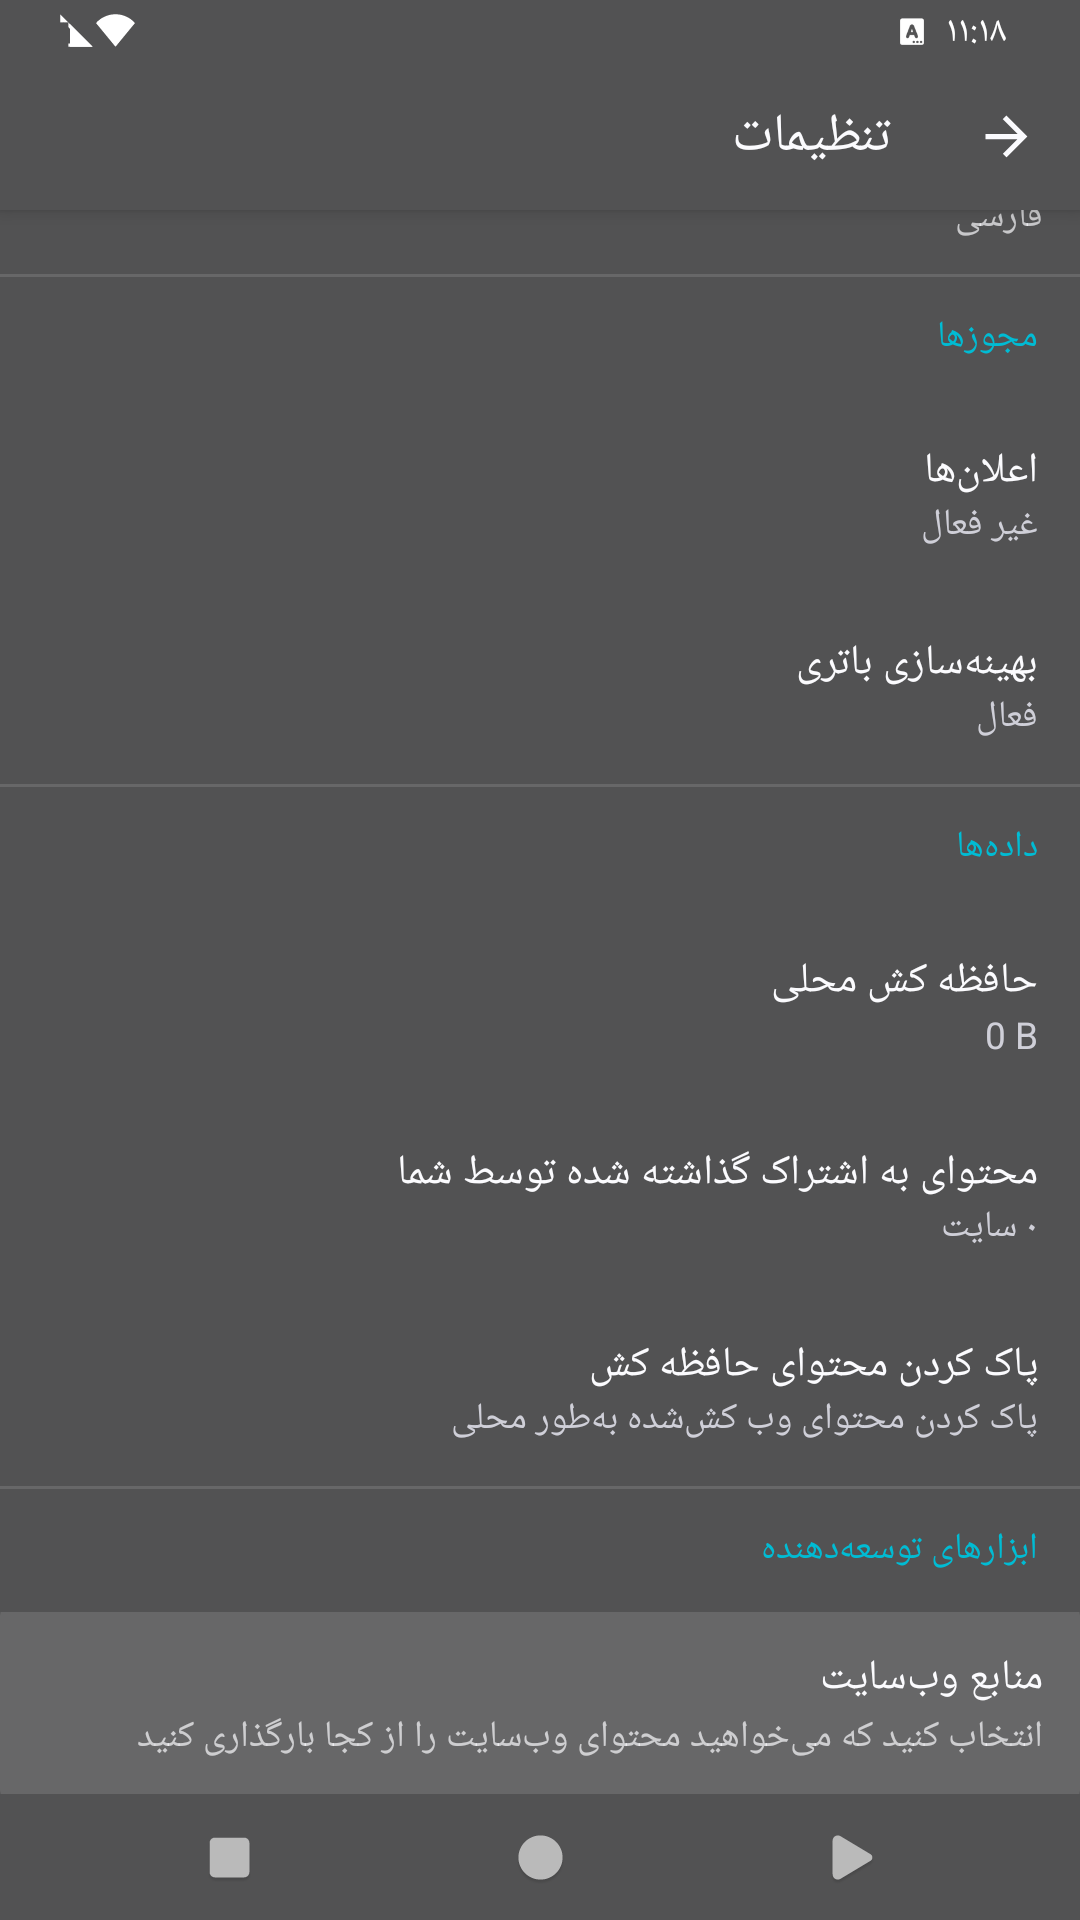 ۱۱:۱۸
تنظیمات
فارسی
مجوزها
اعلان‌ها
غیر فعال
بهینه‌سازی باتری
فعال
داده‌ها
حافظه کش محلی
0 B
محتوای به اشتراک گذاشته شده توسط شما
۰ سایت
پاک کردن محتوای حافظه کش
پاک کردن محتوای وب کش‌شده به‌طور محلی
ابزارهای توسعه‌دهنده
منابع وب‌سایت
انتخاب کنید که می‌خواهید محتوای وب‌سایت را از کجا بارگذاری کنید